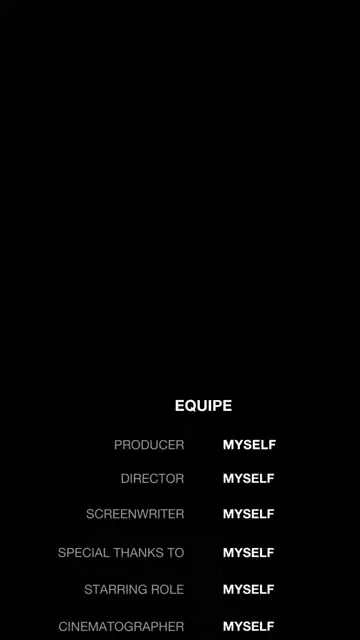 EQUIPE
PRODUCER MYSELF
DIRECTOR MYSELF
SCREENWRITER MYSELF
SPECIAL THANKS TO MYSELF
STARRING ROLE MYSELF
CINEMATOGRAPHER MYSELF